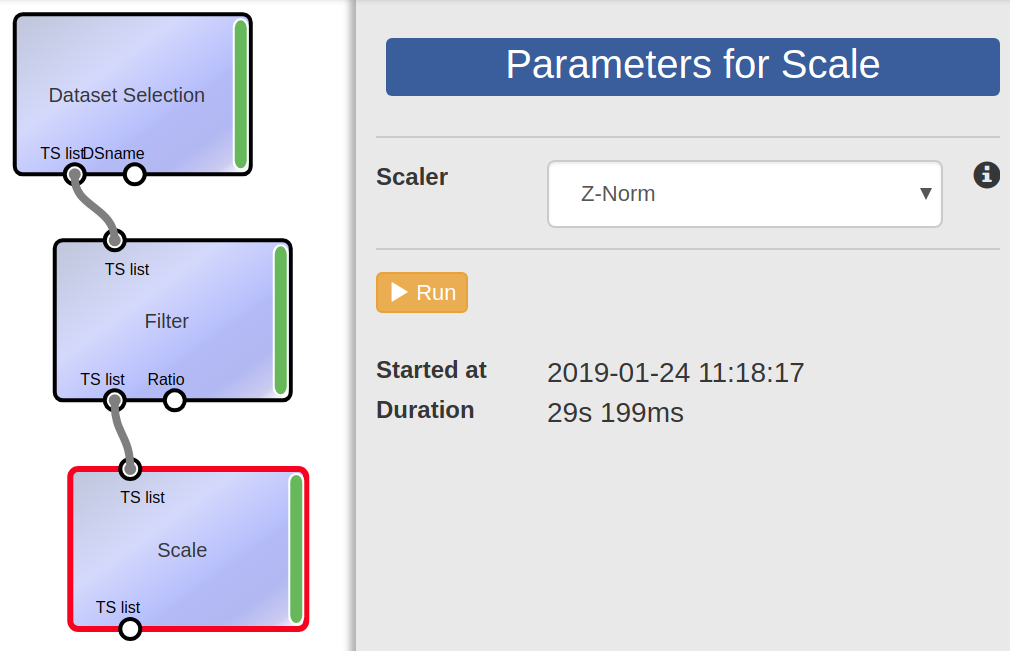 Dataset Selection
TS list DSname
TS list
Filter
TS list Ratio
TS list
Scale
TS list
Parameters for Scale
Scaler Z-Norm
Run
Started at 2019-01-24 11:18:17
Duration 29s 199ms